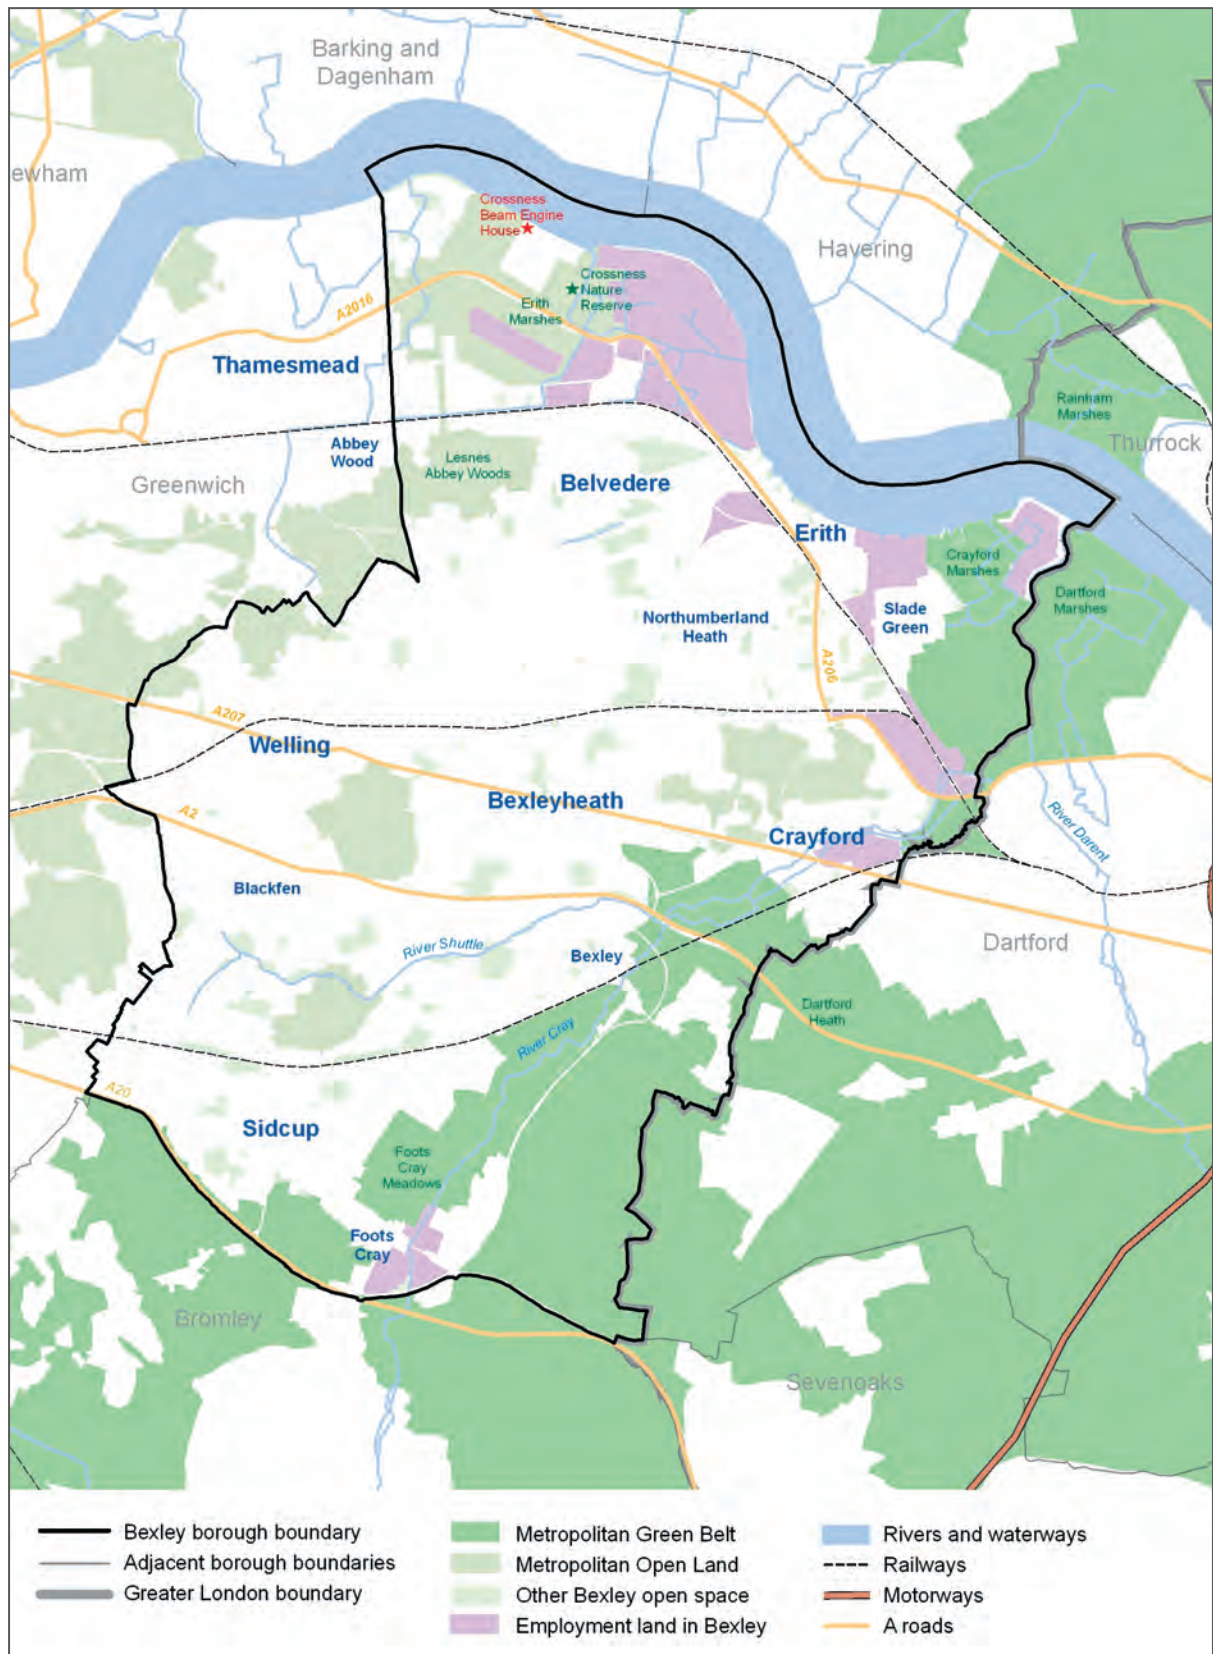 Barking and
Dagenham
ewham
Crossness
Beam Engine
House
Havering
Crossness
Nature
Reserve
Erith
Marshes
A2016
Thamesmead
Rainham
Marshes
Thurrock
Abbey
Wood
Lesnes
Abbey Woods
Greenwich
Belvedere
Erith
Crayford
Marshes
Dartford
Marshes
Slade
Green
Northumberland
Heath
A206
A207
Welling
Bexleyheath
A2
Crayford
River Darent
Blackfen
River Shuttle
Bexley
Dartford
Dartford
Heath
River Cray
A20
Sidcup
Foots
Cray
Meadows
Foots
Cray
Bromley
Sevenoaks
Bexley borough boundary
Adjacent borough boundaries
Greater London boundary
Metropolitan Green Belt
Metropolitan Open Land
Other Bexley open space
Employment land in Bexley
Rivers and waterways
Railways
Motorways
A roads